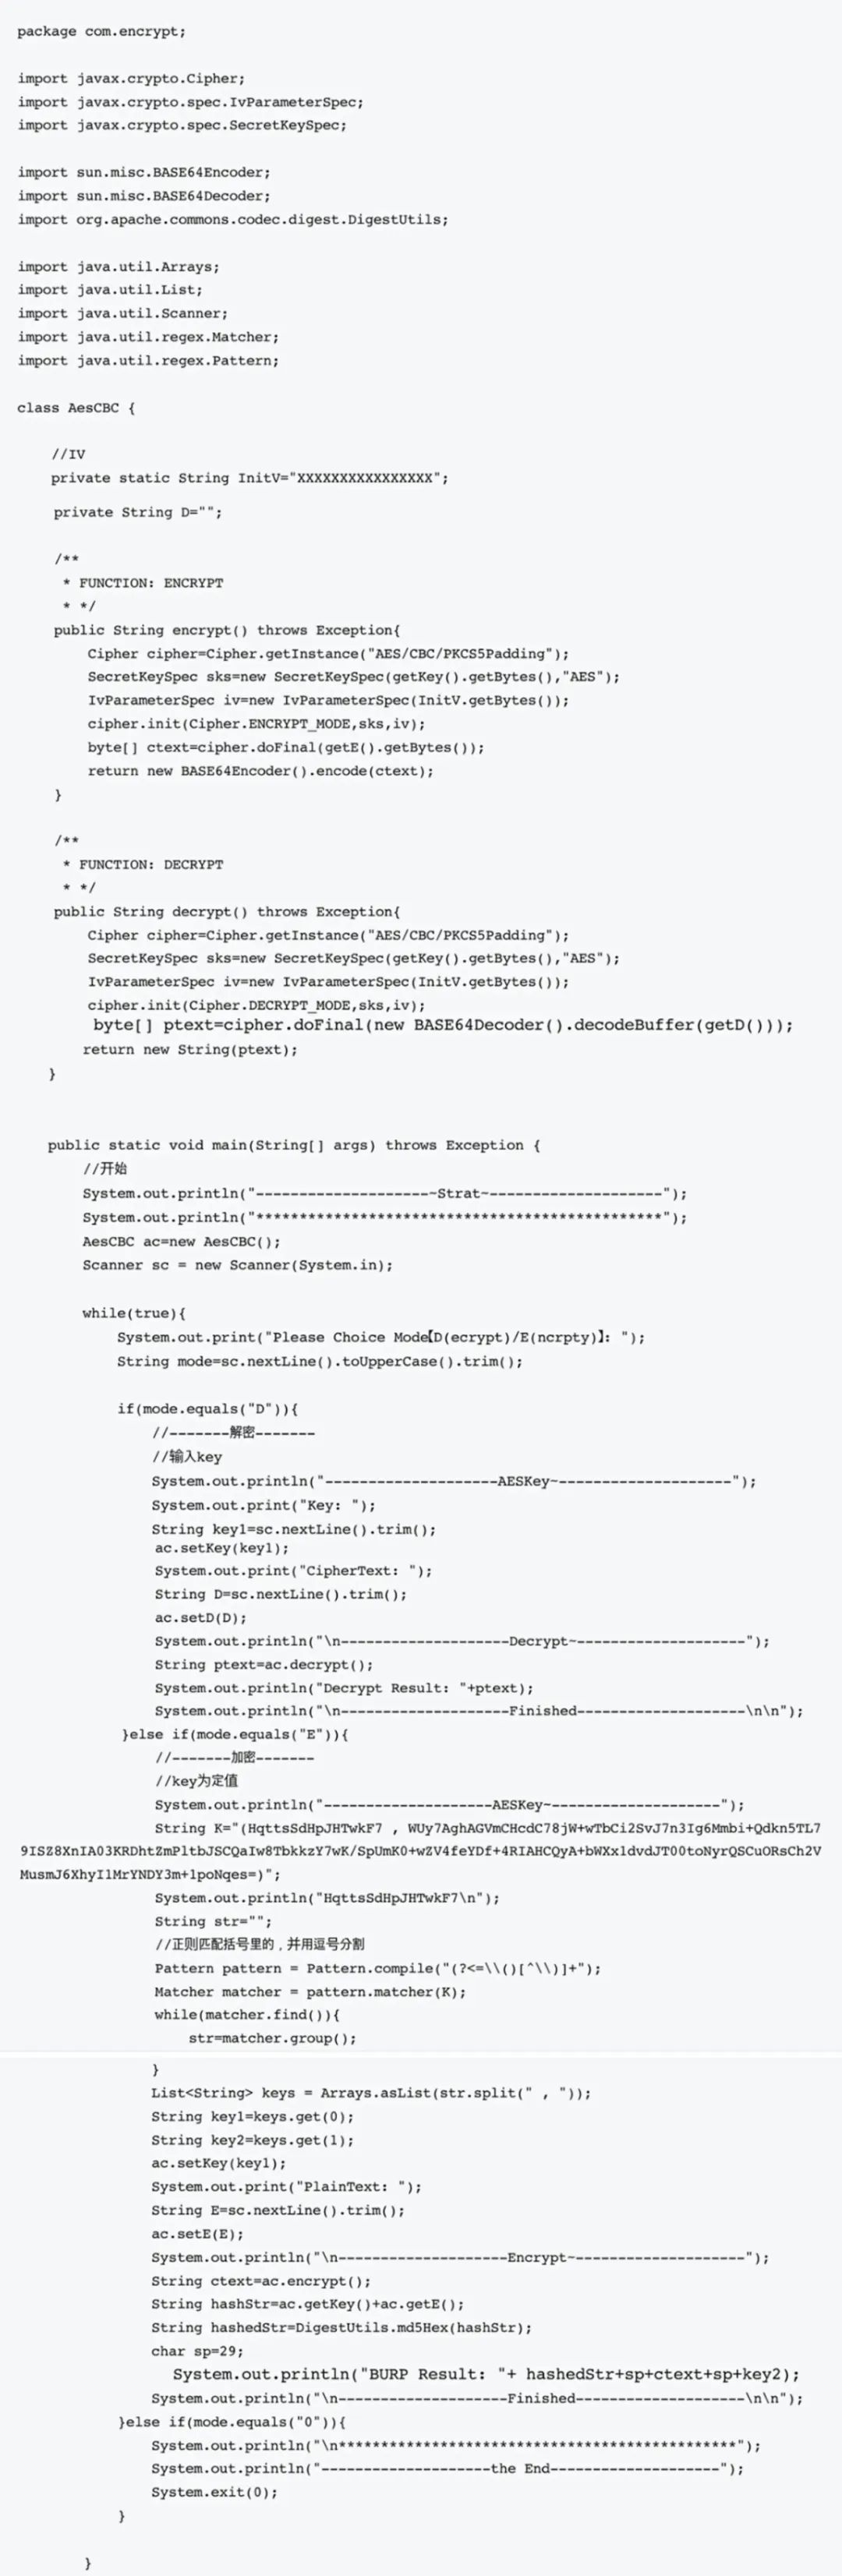 package com.encrypt;
import javax.crypto.Cipher;
import javax.crypto.spec.IvParameterSpec;
import javax.crypto.spec.SecretKeySpec;
import sun.misc.BASE64Encoder;
import sun.misc.BASE64Decoder;
import org.apache.commons.codec.digest.DigestUtils;
import java.util.Arrays;
import java.util.List;
import java.util.Scanner;
import java.util.regex.Matcher;
import java.util.regex.Pattern;
class AesCBC {
//IV
private static String InitV="XXXXXXXXXXXXXXXX";
private String D="";
/**
* FUNCTION: ENCRYPT
* */
public String encrypt() throws Exception{
Cipher cipher=Cipher.getInstance("AES/CBC/PKCS5Padding");
SecretKeySpec sks=new SecretKeySpec(getKey().getBytes(),"AES");
IvParameterSpec iv=new IvParameterSpec(InitV.getBytes());
cipher.init(Cipher.ENCRYPT_MODE,sks,iv);
byte[] ctext=cipher.doFinal(getE().getBytes());
return new BASE64Encoder().encode(ctext);
}
/**
* FUNCTION: DECRYPT
* */
public String decrypt() throws Exception{
Cipher cipher=Cipher.getInstance("AES/CBC/PKCS5Padding");
SecretKeySpec sks=new SecretKeySpec(getKey().getBytes(),"AES");
IvParameterSpec iv=new IvParameterSpec(InitV.getBytes());
cipher.init(Cipher.DECRYPT_MODE,sks,iv);
byte[] ptext=cipher.doFinal(new BASE64Decoder().decodeBuffer(getD()));
return new String(ptext);
}
public static void main(String[] args) throws Exception {
//开始
System.out.println("--------------------~Strat~--------------------");
System.out.println("***********************************************");
AesCBC ac=new AesCBC();
Scanner sc = new Scanner(System.in);
while(true){
System.out.print("Please Choice Mode【D(ecrypt)/E(ncrpty)】: ");
String mode=sc.nextLine().toUpperCase().trim();
if(mode.equals("D")){
//-------解密-------
//输入key
System.out.println("--------------------AESKey~--------------------");
System.out.print("Key: ");
String key1=sc.nextLine().trim();
ac.setKey(key1);
System.out.print("CipherText: ");
String D=sc.nextLine().trim();
ac.setD(D);
System.out.println("\n--------------------Decrypt~--------------------");
String ptext=ac.decrypt();
System.out.println("Decrypt Result: "+ptext);
System.out.println("\n--------------------Finished--------------------\n\n");
}else if(mode.equals("E")){
//-------加密-------
//key为定值
System.out.println("--------------------AESKey~--------------------");
String K="(HqttsSdHpJHTwkF7 , WUy7AghAGVmCHcdC78jW+wTbCi2SvJ7n3Ig6Mmbi+Qdkn5TL7
9ISZ8XnIA03KRDhtZmPltbJSCQaIw8TbkkzY7wK/SpUmK0+wZV4feYDf+4RIAHCQyA+bWXx1dvdJT00toNyrQSCuORsCh2V
MusmJ6XhyI1MrYNDY3m+1poNqes=)";
System.out.println("HqttsSdHpJHTwkF7\n");
String str="";
//正则匹配括号里的，并用逗号分割
Pattern pattern = Pattern.compile("(?<=\\()[^\\)]+");
Matcher matcher = pattern.matcher(K);
while(matcher.find()){
str=matcher.group();
}
List<String> keys = Arrays.asList(str.split(" , "));
String key1=keys.get(0);
String key2=keys.get(1);
ac.setKey(key1);
System.out.print("PlainText: ");
String E=sc.nextLine().trim();
ac.setE(E);
System.out.println("\n--------------------Encrypt~--------------------");
String ctext=ac.encrypt();
String hashStr=ac.getKey()+ac.getE();
String hashedStr=DigestUtils.md5Hex(hashStr);
char sp=29;
System.out.println("BURP Result: "+ hashedStr+sp+ctext+sp+key2);
System.out.println("\n--------------------Finished--------------------\n\n");
}else if(mode.equals("0")){
System.out.println("\n***********************************************");
System.out.println("--------------------the End--------------------");
System.exit(0);
}
}